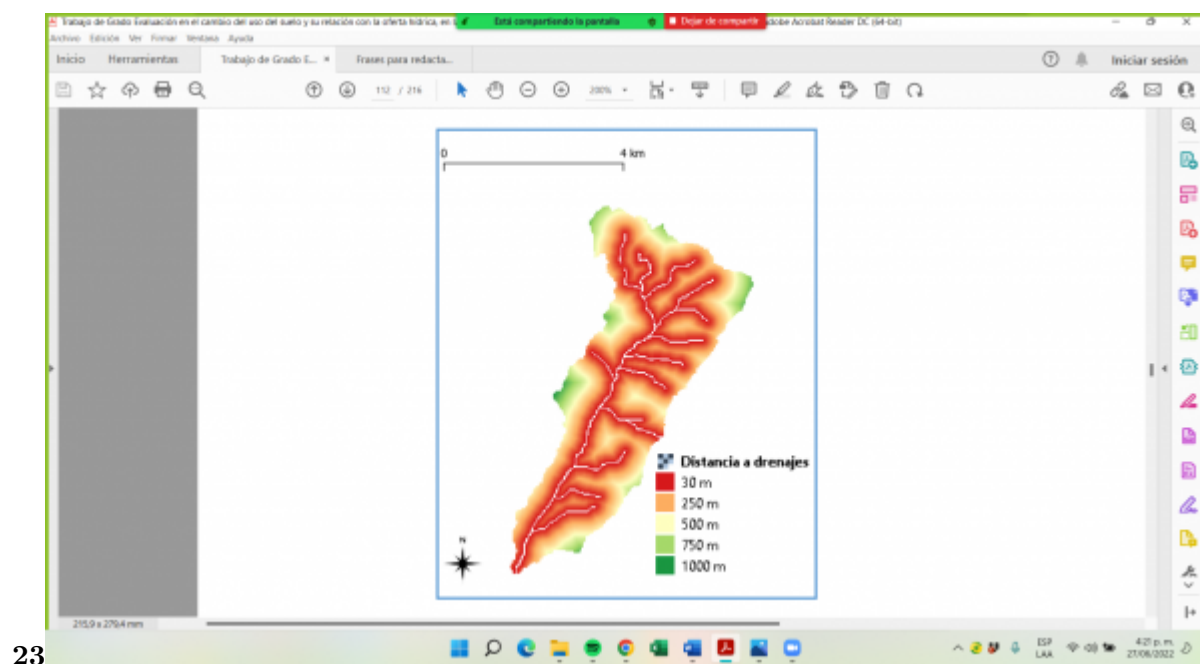 Trabajo de Grado Evaluación en el cambio del uso del suelo y su relación con la oferta hídrica, en
Está compartiendo la pantalla
Dejar de compartir
Adobe Acrobat Reader DC (64-bit)
Archivo Edición Ver Firmar Ventana Ayuda
Inicio Herramientas Trabajo de Grado E... × Frases para redacta... Iniciar sesión
112 / 216 200%
0 4 km
Distancia a drenajes
30 m
250 m
500 m
750 m
1000 m
N
215,9 x 279,4 mm
ESP
LAA
4:21 p. m.
27/06/2022
23